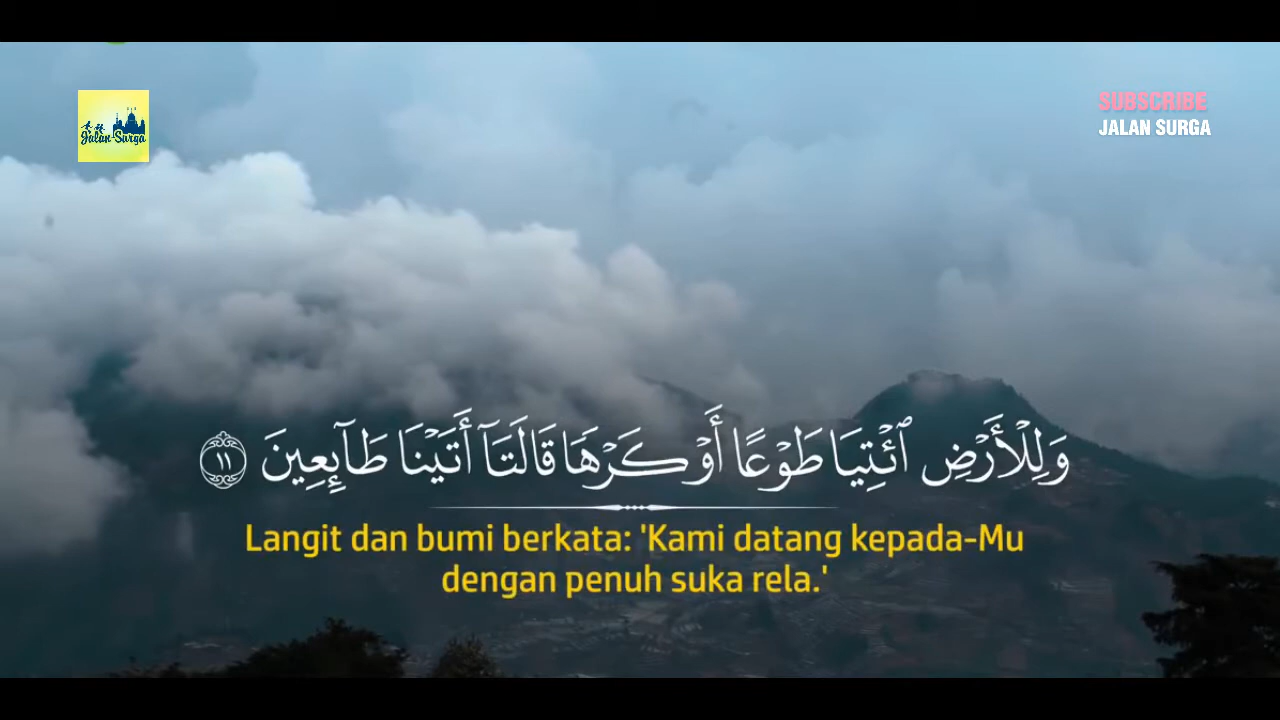 Jalan Surga
SUBSCRIBE
JALAN SURGA
وَلِلْأَرْضِ ٱئْتِيَا طَوْعًا أَوْ كَرْهًا قَالَتَآ أَتَيْنَا طَآئِعِينَ ١١
Langit dan bumi berkata: 'Kami datang kepada-Mu
dengan penuh suka rela.'